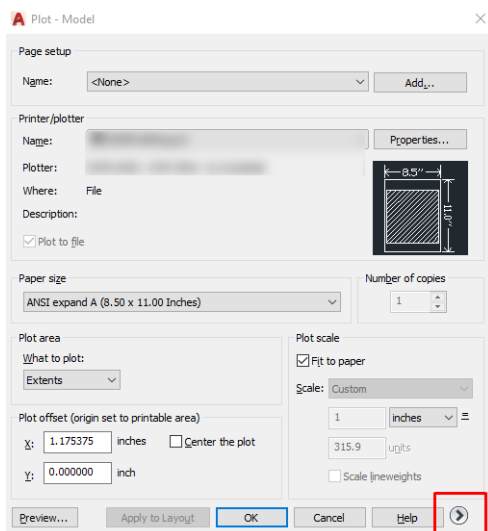 Plot - Model
Page setup
Name: <None> Add...
Printer/plotter
Name: Properties...
Plotter:
Where: File
Description:
Plot to file
8.5″
11.0″
Paper size
ANSI expand A (8.50 x 11.00 Inches)
Number of copies
1
Plot area
What to plot:
Extents
Plot scale
Fit to paper
Scale: Custom
1 inches =
315.9 units
Scale lineweights
Plot offset (origin set to printable area)
X: 1.175375 inches Center the plot
Y: 0.000000 inch
Preview... Apply to Layout OK Cancel Help